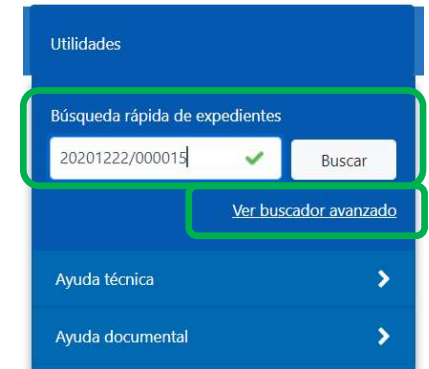 Utilidades
Búsqueda rápida de expedientes
20201222/000015 Buscar
Ver buscador avanzado
Ayuda técnica
Ayuda documental